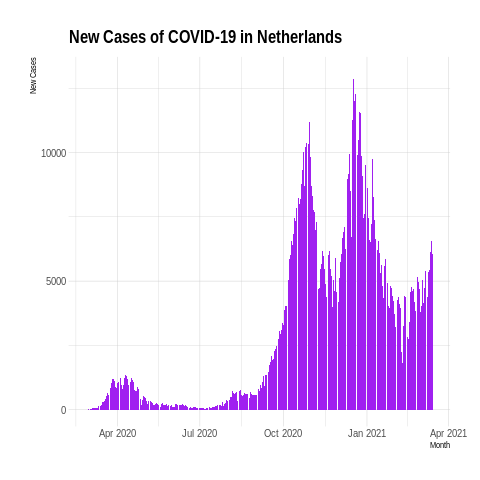 New Cases of COVID-19 in Netherlands
New Cases
10000
5000
0
Apr 2020 Jul 2020 Oct 2020 Jan 2021 Apr 2021
Month